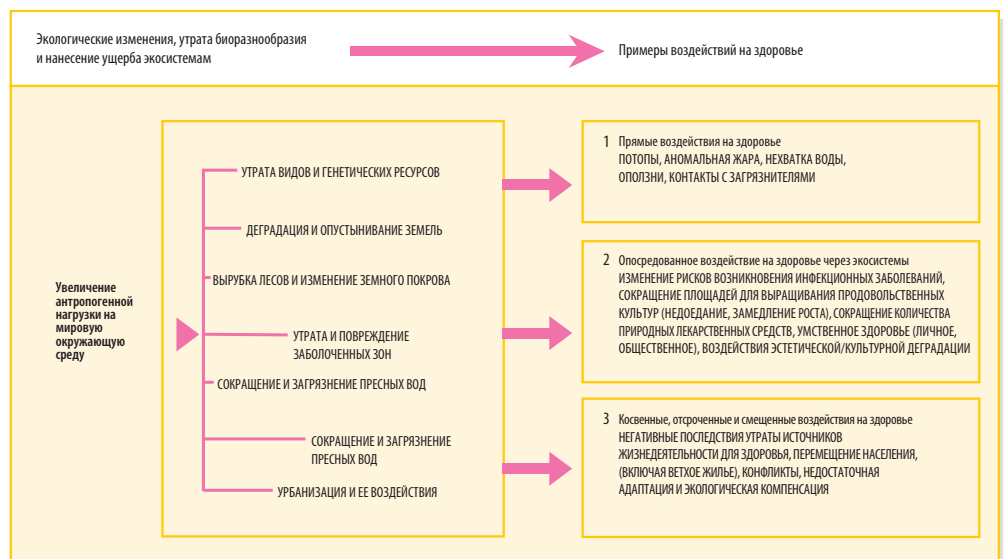 Экологические изменения, утрата биоразнообразия
и нанесение ущерба экосистемам
Примеры воздействий на здоровье
Увеличение
антропогенной
нагрузки на
мировую
окружающую
среду
УТРАТА ВИДОВ И ГЕНЕТИЧЕСКИХ РЕСУРСОВ
ДЕГРАДАЦИЯ И ОПУСТЫНИВАНИЕ ЗЕМЕЛЬ
ВЫРУБКА ЛЕСОВ И ИЗМЕНЕНИЕ ЗЕМНОГО ПОКРОВА
УТРАТА И ПОВРЕЖДЕНИЕ
ЗАБОЛОЧЕННЫХ ЗОН
СОКРАЩЕНИЕ И ЗАГРЯЗНЕНИЕ ПРЕСНЫХ ВОД
СОКРАЩЕНИЕ И ЗАГРЯЗНЕНИЕ
ПРЕСНЫХ ВОД
УРБАНИЗАЦИЯ И ЕЕ ВОЗДЕЙСТВИЯ
1 Прямые воздействия на здоровье
ПОТОПЫ, АНОМАЛЬНАЯ ЖАРА, НЕХВАТКА ВОДЫ,
ОПОЛЗНИ, КОНТАКТЫ С ЗАГРЯЗНИТЕЛЯМИ
2 Опосредованное воздействие на здоровье через экосистемы
ИЗМЕНЕНИЕ РИСКОВ ВОЗНИКНОВЕНИЯ ИНФЕКЦИОННЫХ ЗАБОЛЕВАНИЙ,
СОКРАЩЕНИЕ ПЛОЩАДЕЙ ДЛЯ ВЫРАЩИВАНИЯ ПРОДОВОЛЬСТВЕННЫХ
КУЛЬТУР (НЕДОЕДАНИЕ, ЗАМЕДЛЕНИЕ РОСТА), СОКРАЩЕНИЕ КОЛИЧЕСТВА
ПРИРОДНЫХ ЛЕКАРСТВЕННЫХ СРЕДСТВ, УМСТВЕННОЕ ЗДОРОВЬЕ (ЛИЧНОЕ,
ОБЩЕСТВЕННОЕ), ВОЗДЕЙСТВИЯ ЭСТЕТИЧЕСКОЙ/КУЛЬТУРНОЙ ДЕГРАДАЦИИ
3 Косвенные, отсроченные и смещенные воздействия на здоровье
НЕГАТИВНЫЕ ПОСЛЕДСТВИЯ УТРАТЫ ИСТОЧНИКОВ
ЖИЗНЕДЕЯТЕЛЬНОСТИ ДЛЯ ЗДОРОВЬЯ, ПЕРЕМЕЩЕНИЕ НАСЕЛЕНИЯ,
(ВКЛЮЧАЯ ВЕТХОЕ ЖИЛЬЕ), КОНФЛИКТЫ, НЕДОСТАТОЧНАЯ
АДАПТАЦИЯ И ЭКОЛОГИЧЕСКАЯ КОМПЕНСАЦИЯ